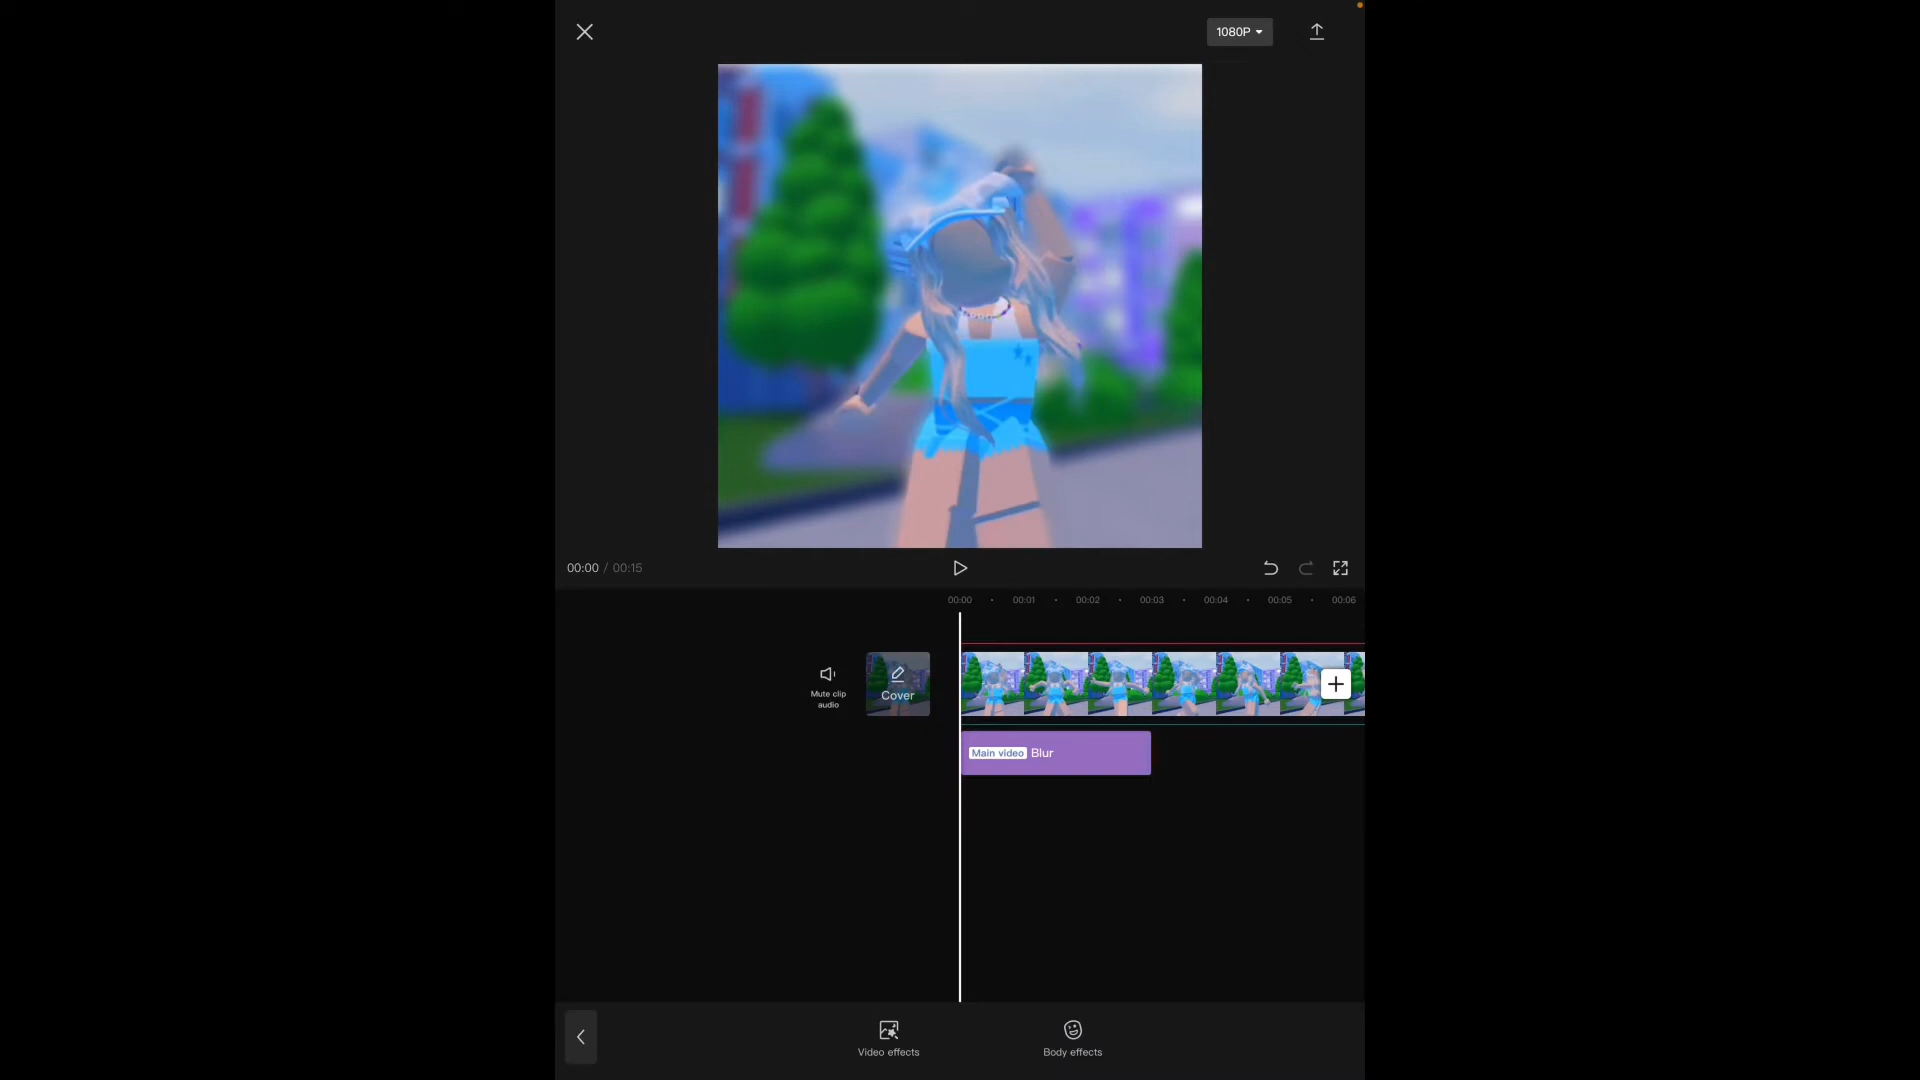 1080P
00:00 / 00:15
00:00 00:01 00:02 00:03 00:04 00:05 00:06
Mute clip
audio
Cover
Main video Blur
Video effects
Body effects